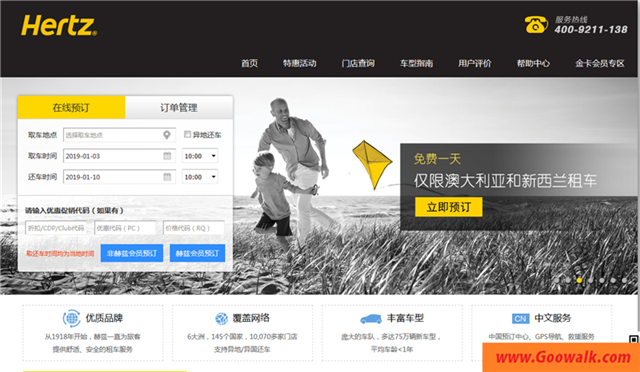 Hertz
服务热线
400-9211-138
首页 特惠活动 门店查询 车型指南 用户评价 帮助中心 金卡会员专区
在线预订 订单管理
取车地点 选择取车地点 异地还车
取车时间 2019-01-03 10:00
还车时间 2019-01-10 10:00
请输入优惠促销代码（如果有）
折扣/CDP/Club代码 优惠代码（PC） 价格代码（RQ）
取还车时间均为当地时间 非赫兹会员预订 赫兹会员预订
免费一天
仅限澳大利亚和新西兰租车
立即预订
优质品牌
从1918年开始，赫兹一直为旅客
提供舒适、安全的租车服务
覆盖网络
6大洲，145个国家，10,070多家门店
支持异地/异国还车
丰富车型
庞大的车队，多达75万辆新车型，
平均车龄<1年
CN 中文服务
中国预订中心、GPS导航、救援服务
www.Goowalk.com